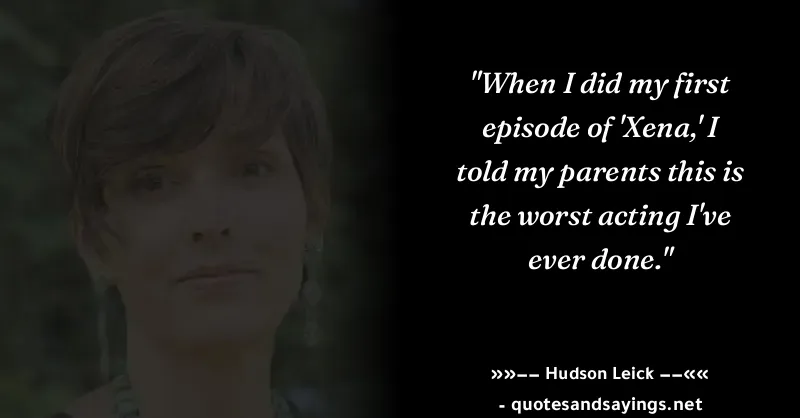 "When I did my first
episode of 'Xena,' I
told my parents this is
the worst acting I've
ever done."
»»–– Hudson Leick ––««
- quotesandsayings.net